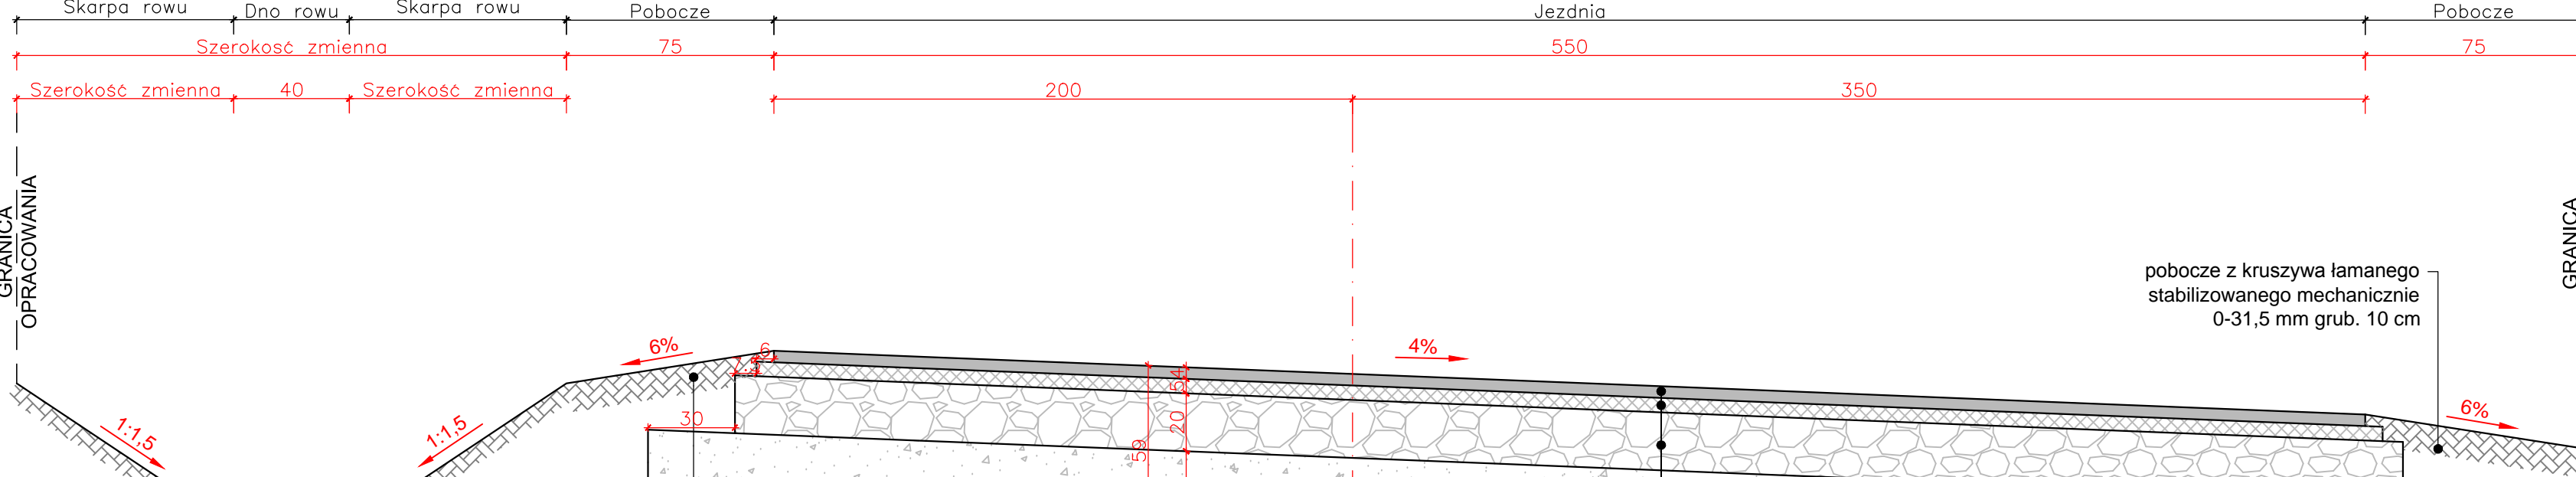 Skarpa rowu Dno rowu Skarpa rowu Pobocze Jezdnia Pobocze
Szerokość zmienna 75 550 75
Szerokość zmienna 40 Szerokość zmienna 200 350
GRANICA
OPRACOWANIA
GRANICA
pobocze z kruszywa łamanego
stabilizowanego mechanicznie
0-31,5 mm grub. 10 cm
6% 6 4%
1:1,5 1:1,5 6%
30 4
5
20
59